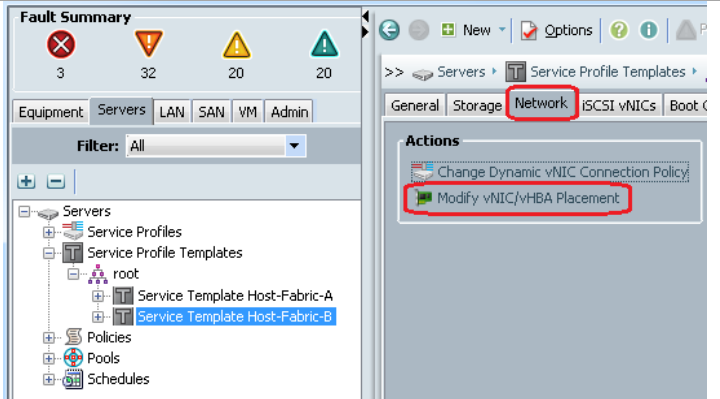 Fault Summary
3 32 20 20
Equipment Servers LAN SAN VM Admin
Filter: All
Servers
Service Profiles
Service Profile Templates
root
Service Template Host-Fabric-A
Service Template Host-Fabric-B
Policies
Pools
Schedules
New Options
>> Servers Service Profile Templates
General Storage Network iSCSI vNICs Boot
Actions
Change Dynamic vNIC Connection Policy
Modify vNIC/vHBA Placement